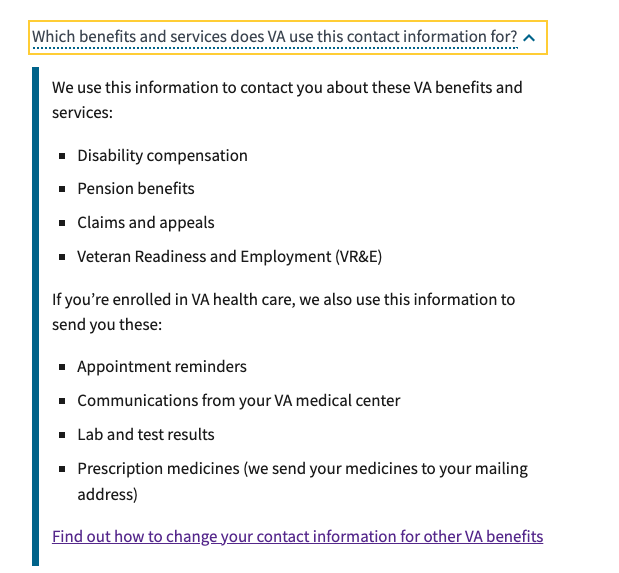 Which benefits and services does VA use this contact information for?
We use this information to contact you about these VA benefits and
services:
Disability compensation
Pension benefits
Claims and appeals
Veteran Readiness and Employment (VR&E)
If you’re enrolled in VA health care, we also use this information to
send you these:
Appointment reminders
Communications from your VA medical center
Lab and test results
Prescription medicines (we send your medicines to your mailing
address)
Find out how to change your contact information for other VA benefits